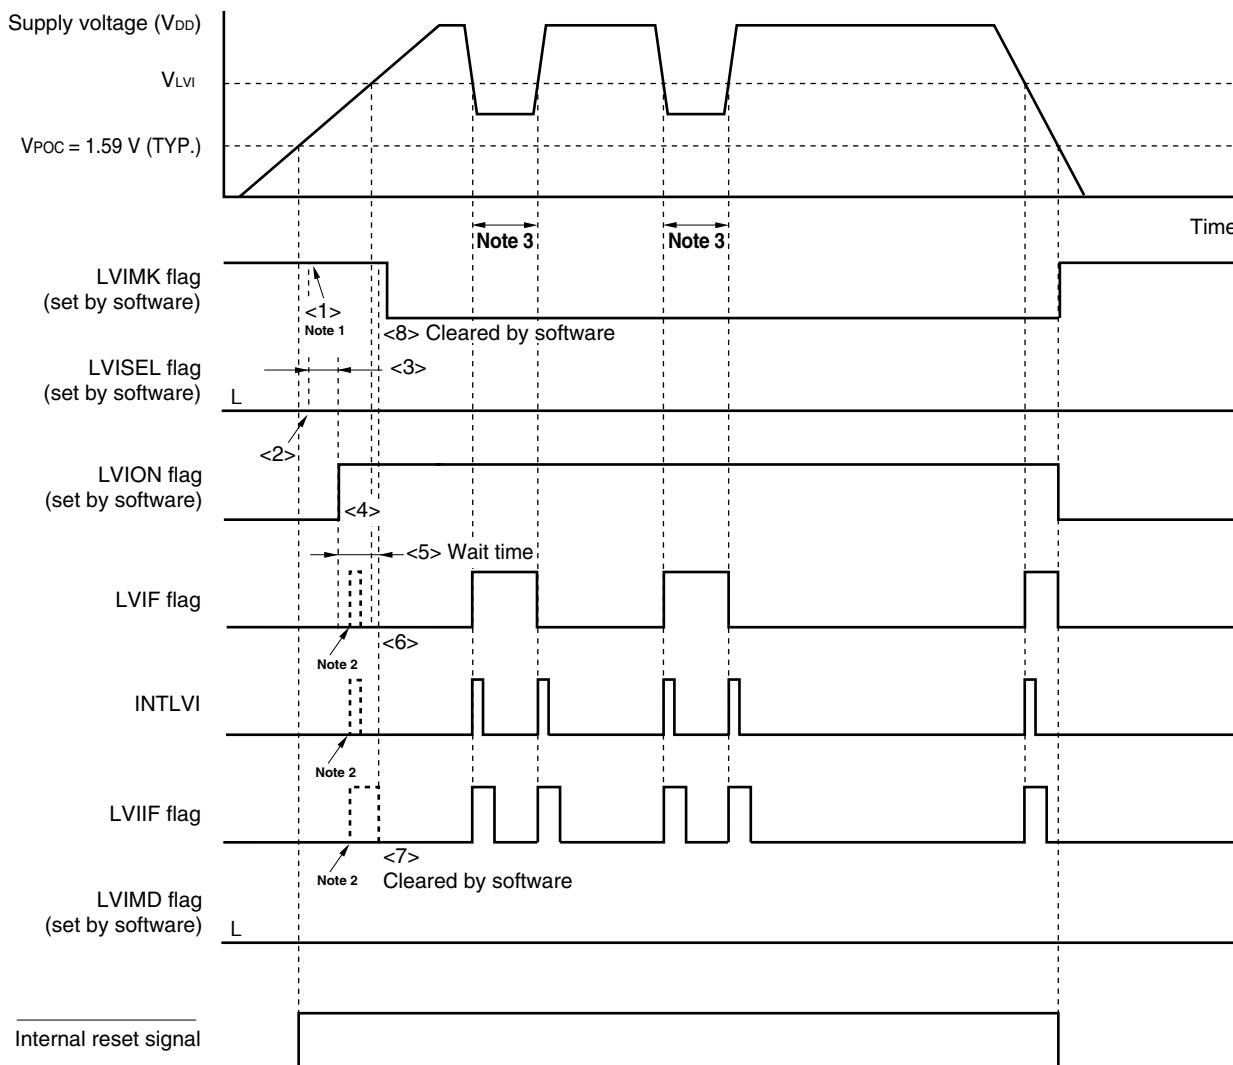 Supply voltage (VDD)
VLVI
VPOC = 1.59 V (TYP.)
Time
Note 3
Note 3
LVIMK flag
(set by software)
<1>
Note 1
<8> Cleared by software
LVISEL flag
(set by software)
L
<3>
<2>
LVION flag
(set by software)
<4>
<5> Wait time
LVIF flag
<6>
Note 2
INTLVI
Note 2
LVIIF flag
<7>
Cleared by software
Note 2
LVIMD flag
(set by software)
L
Internal reset signal